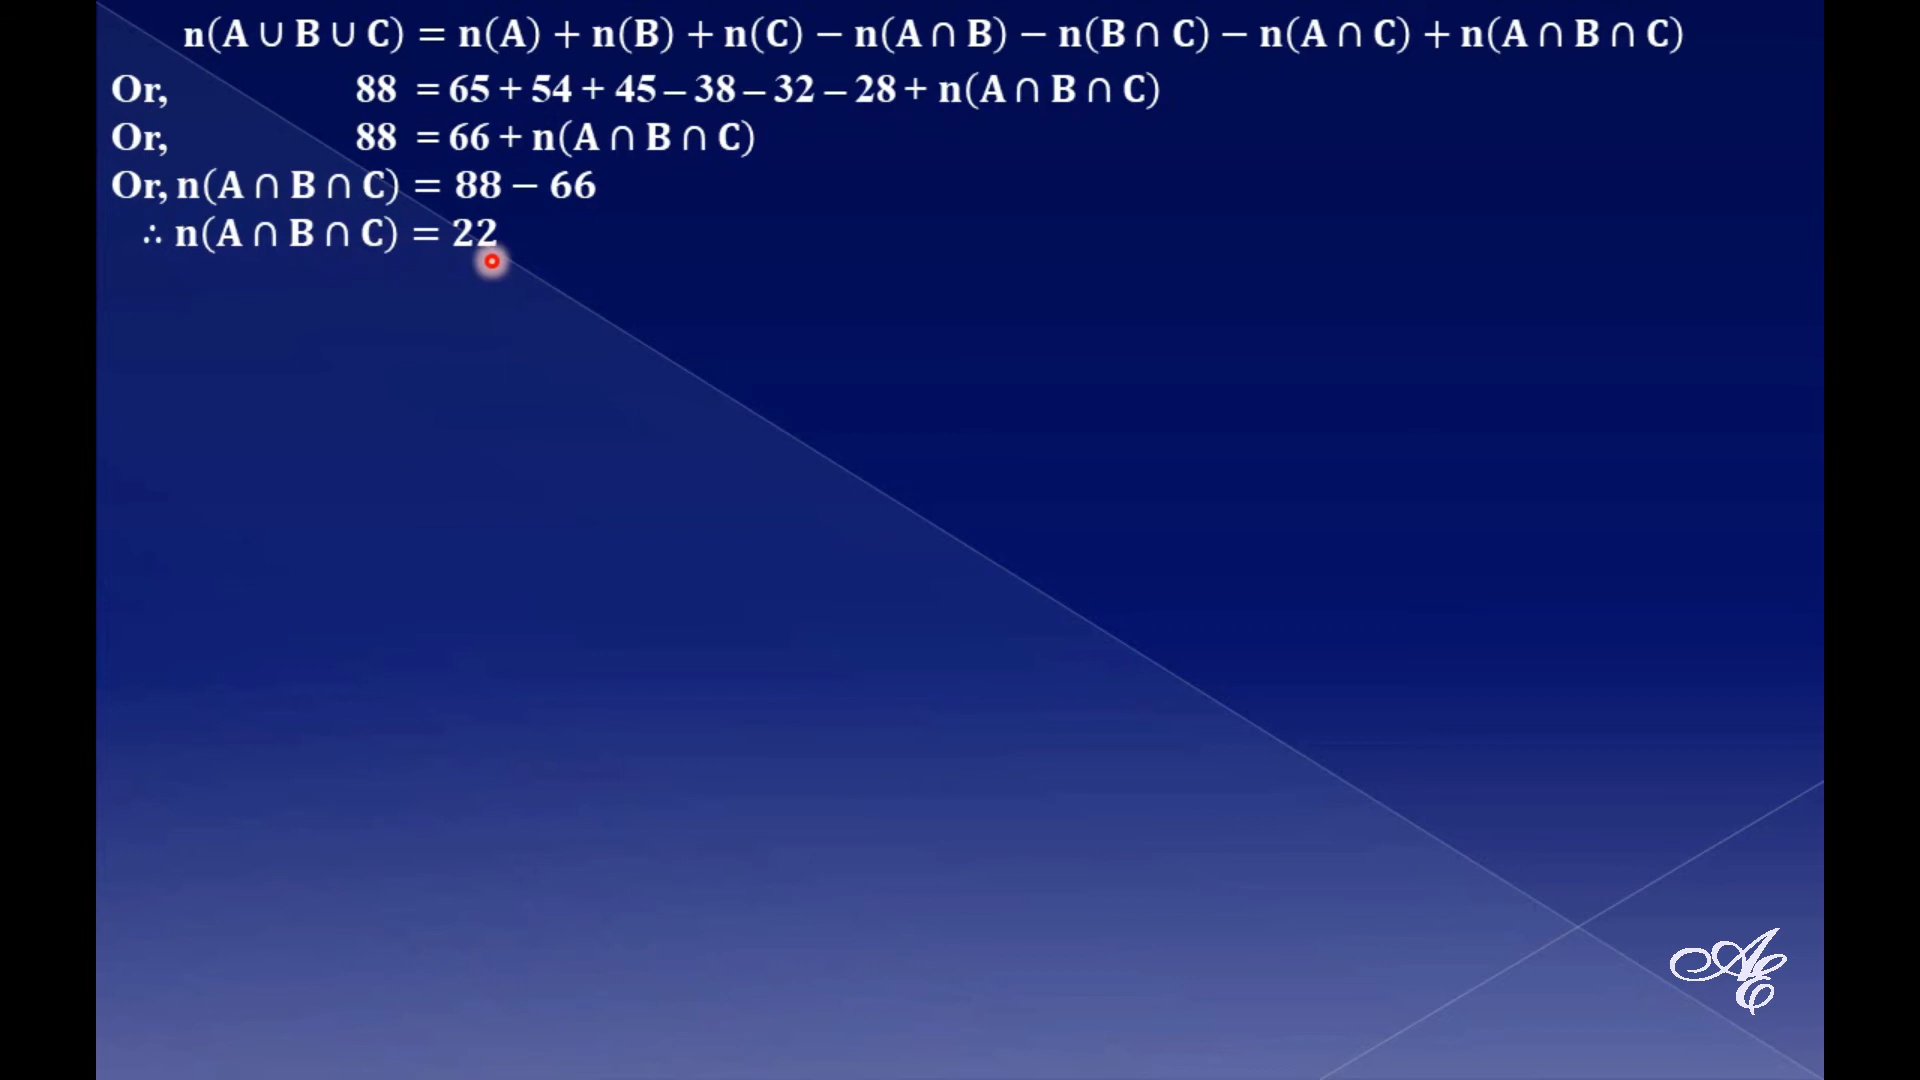 n(A ∪ B ∪ C) = n(A) + n(B) + n(C) − n(A ∩ B) − n(B ∩ C) − n(A ∩ C) + n(A ∩ B ∩ C)
Or, 88 = 65 + 54 + 45 – 38 – 32 – 28 + n(A ∩ B ∩ C)
Or, 88 = 66 + n(A ∩ B ∩ C)
Or, n(A ∩ B ∩ C) = 88 − 66
∴ n(A ∩ B ∩ C) = 22